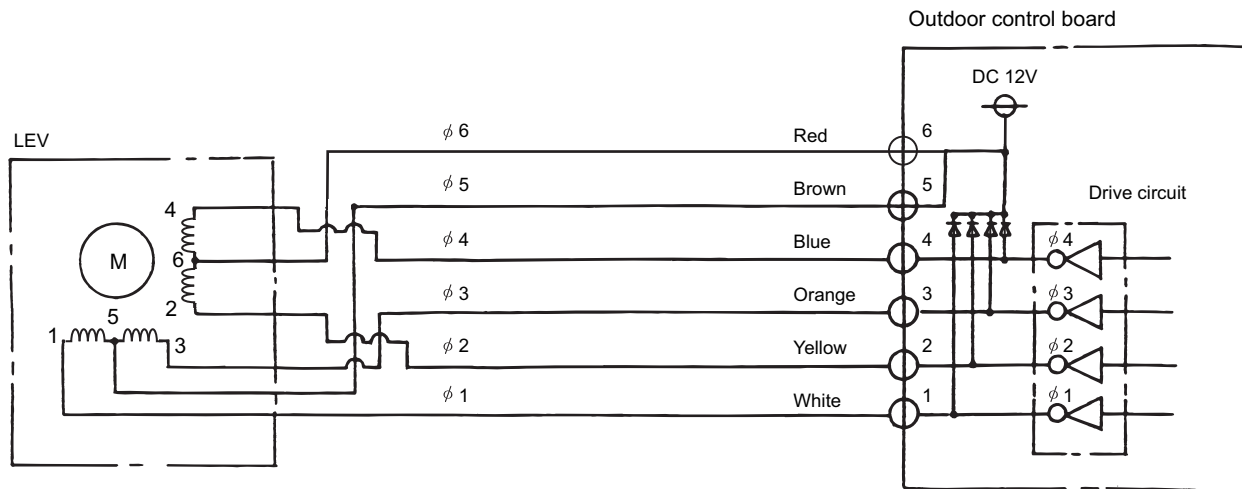 Outdoor control board
DC 12V
LEV
ϕ 6 Red 6
ϕ 5 Brown 5
Drive circuit
4
ϕ 4 Blue 4 ϕ 4
M 6
ϕ 3 Orange 3 ϕ 3
2
1 5 3
ϕ 2 Yellow 2 ϕ 2
ϕ 1 White 1 ϕ 1